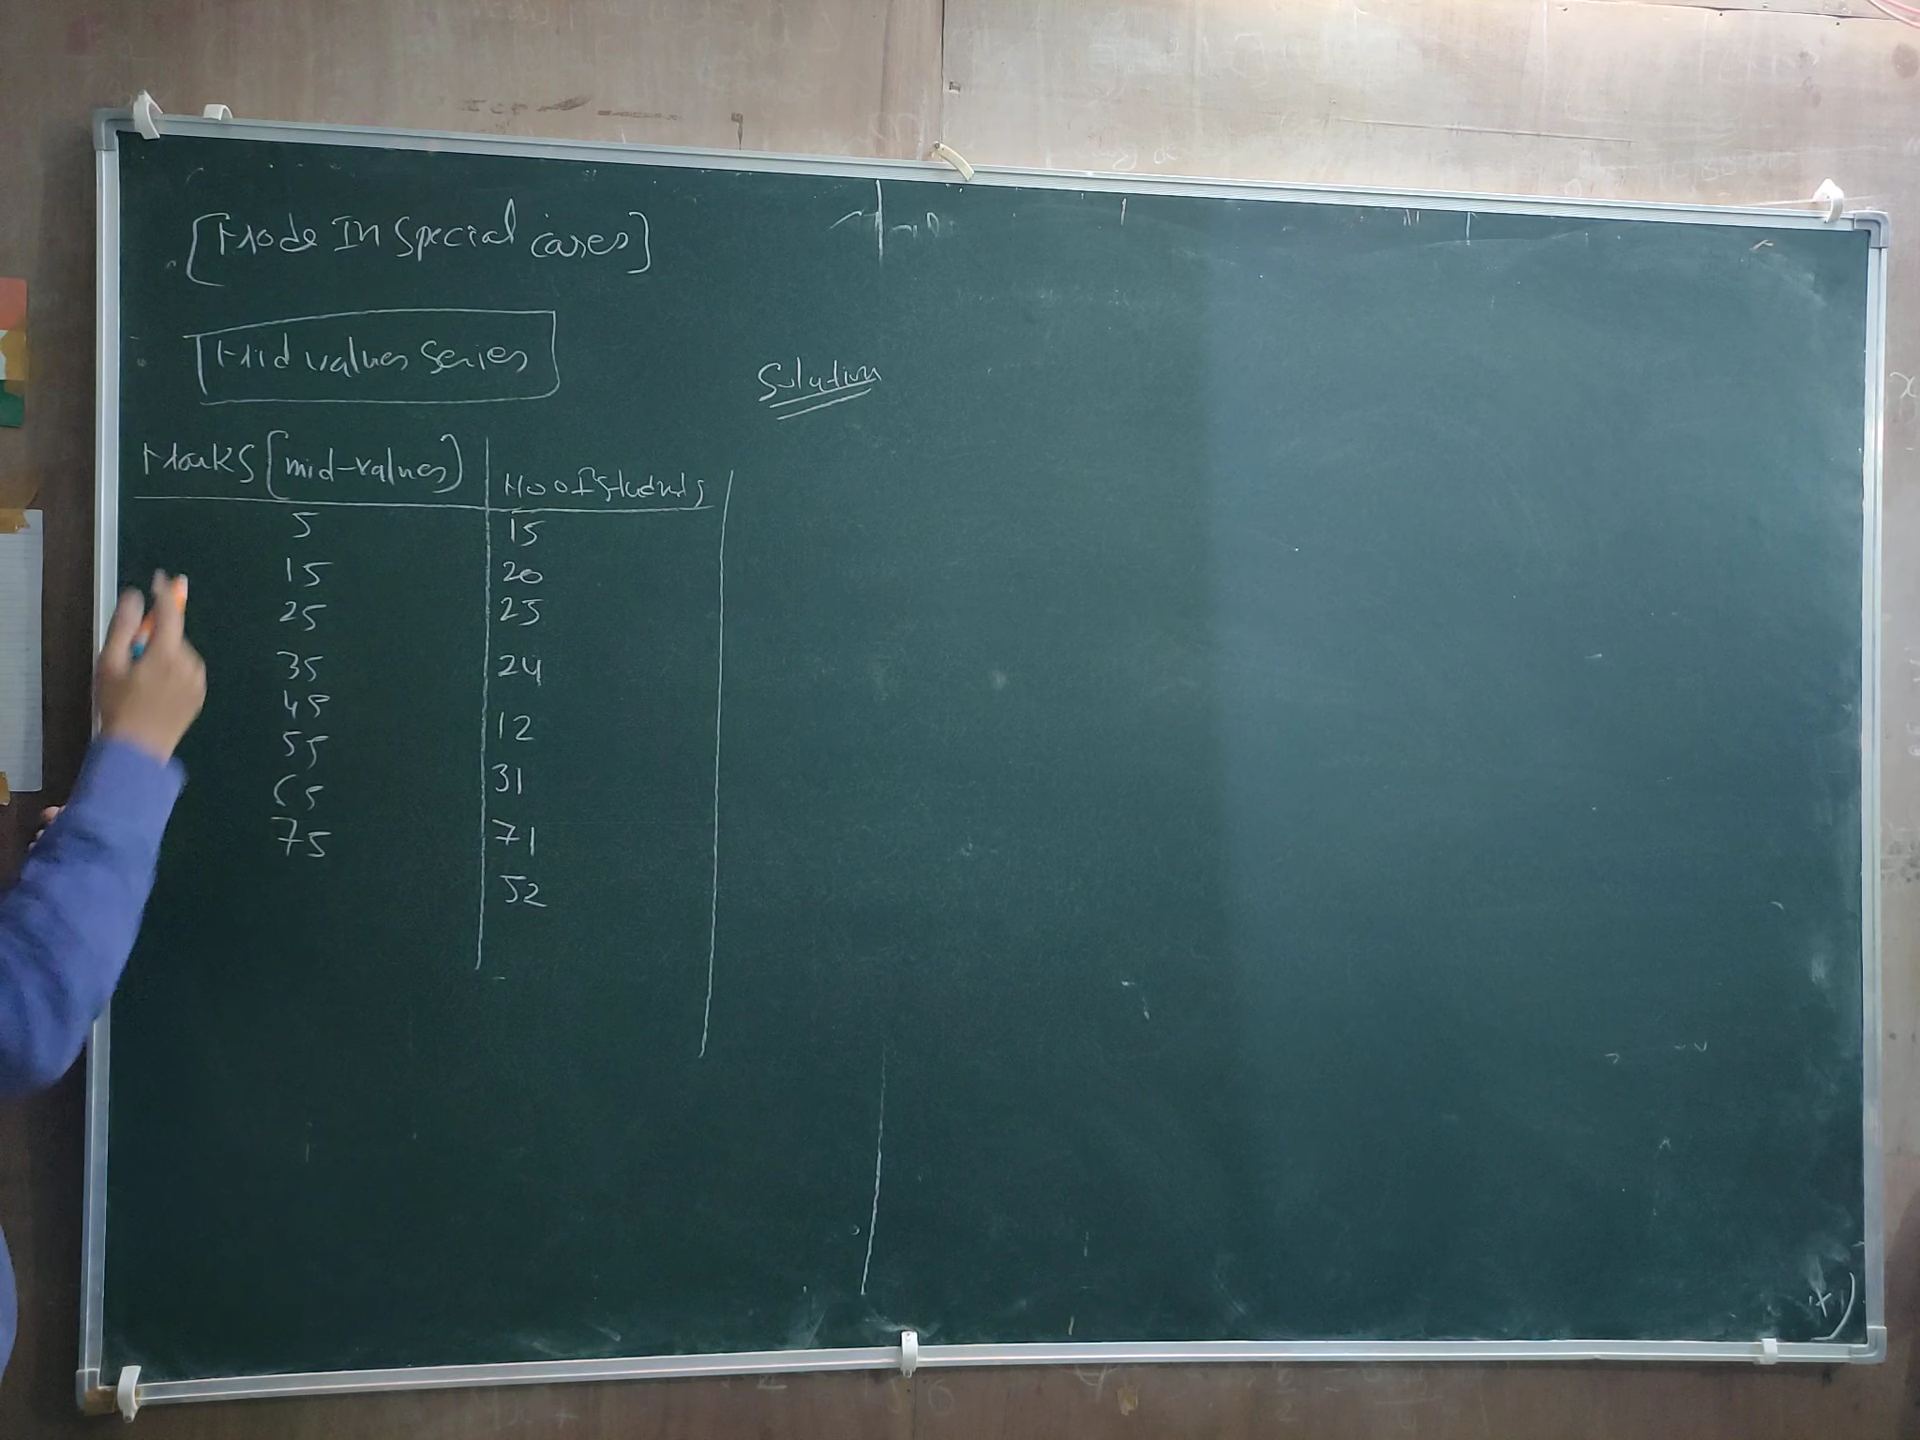 [Mode In Special cases]
Mid values series
Solution
Marks [mid-values) No of students
5 15
15 20
25 25
35 24
45 12
55 31
65 71
75 52